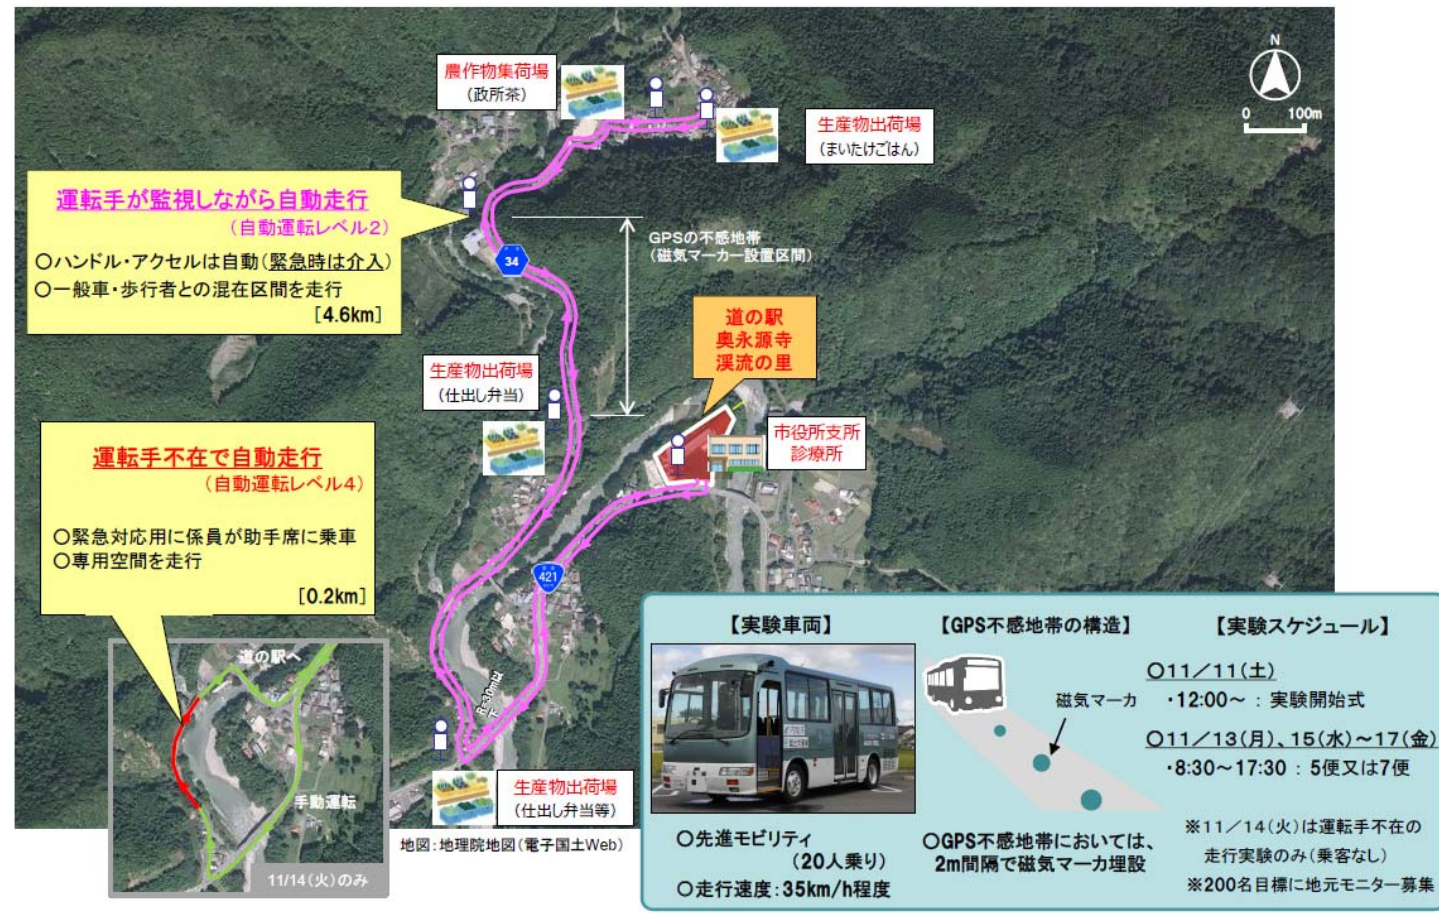 農作物集荷場
(政所茶)
生産物出荷場
(まいたけごはん)
N
0 100m
運転手が監視しながら自動走行
(自動運転レベル2)
○ハンドル・アクセルは自動(緊急時は介入)
○一般車・歩行者との混在区間を走行
[4.6km]
GPSの不感地帯
(磁気マーカー設置区間)
34
道の駅
奥永源寺
渓流の里
生産物出荷場
(仕出し弁当)
市役所支所
診療所
運転手不在で自動走行
(自動運転レベル4)
○緊急対応用に係員が助手席に乗車
○専用空間を走行
[0.2km]
421
R=30m以
下
道の駅へ
手動運転
11/14(火)のみ
生産物出荷場
(仕出し弁当等)
地図:地理院地図(電子国土Web)
【実験車両】
○先進モビリティ
(20人乗り)
○走行速度:35km/h程度
【GPS不感地帯の構造】
磁気マーカ
○GPS不感地帯においては、
2m間隔で磁気マーカ埋設
【実験スケジュール】
○11/11(土)
・12:00~ : 実験開始式
○11/13(月)、15(水)~17(金)
・8:30~17:30 : 5便又は7便
※11/14(火)は運転手不在の
走行実験のみ(乗客なし)
※200名目標に地元モニター募集